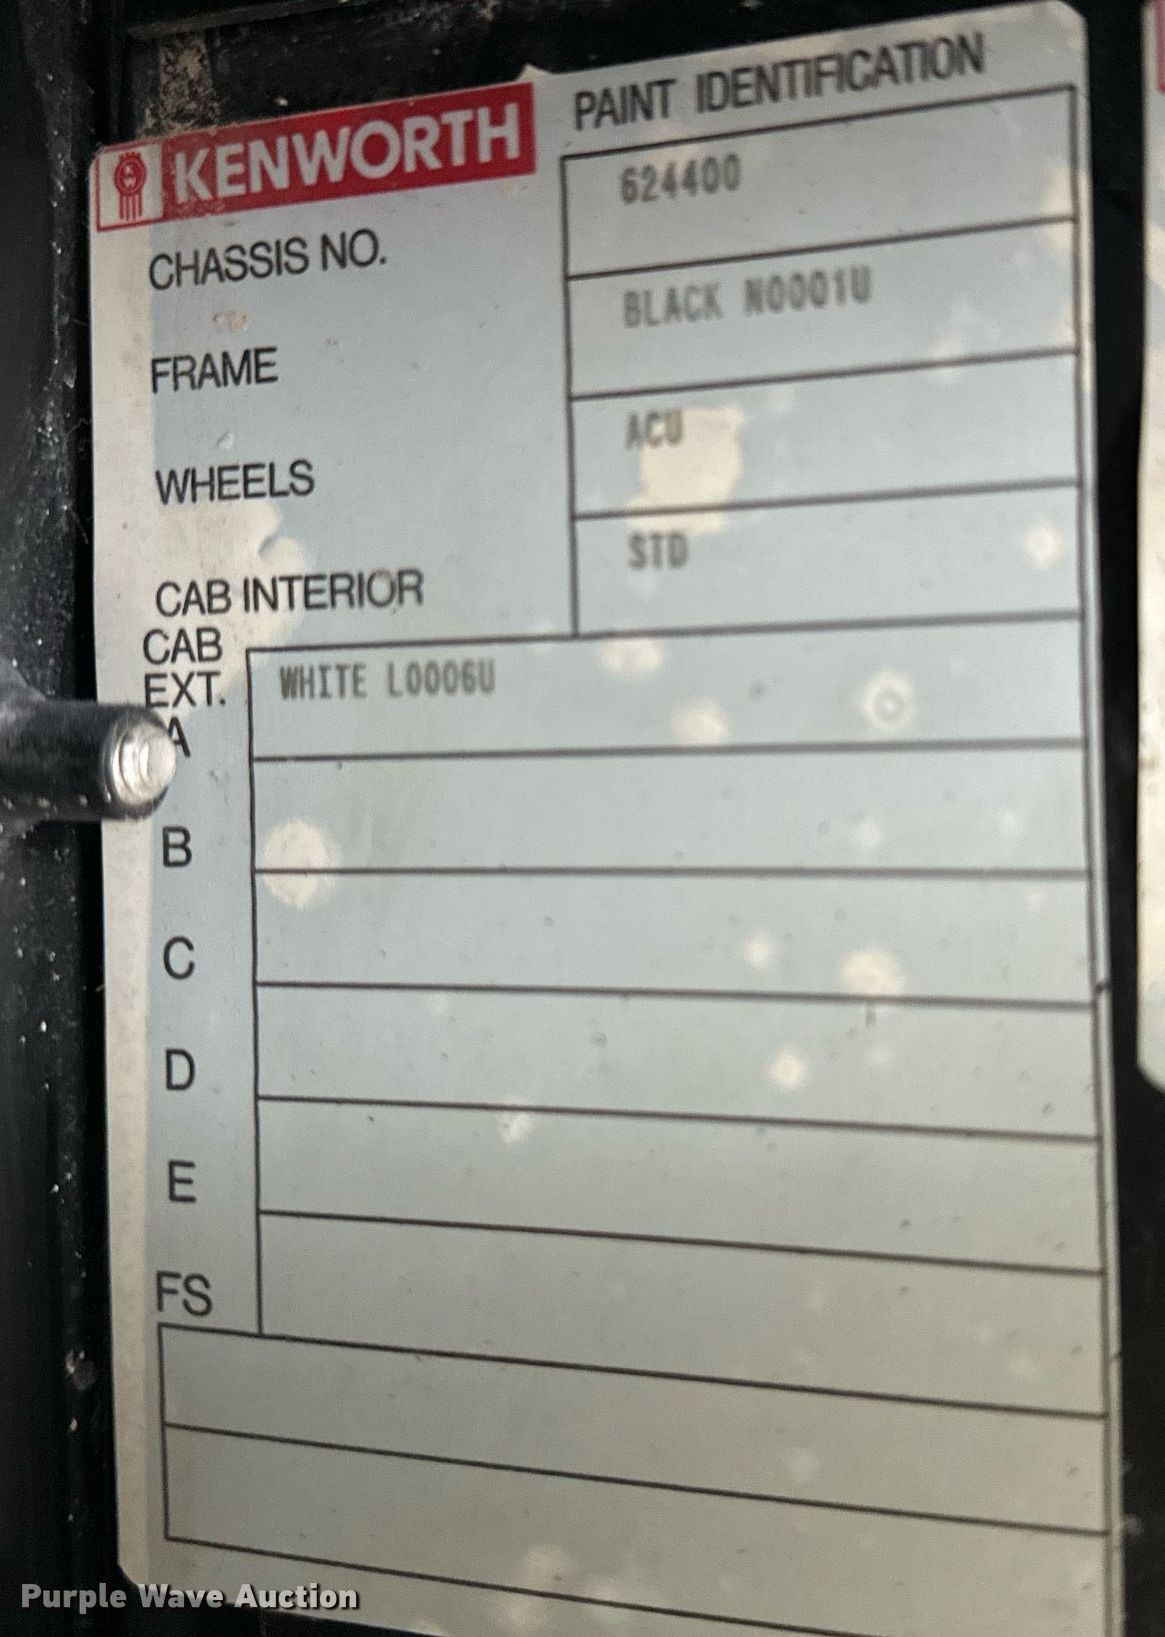 KENWORTH PAINT IDENTIFICATION
CHASSIS NO. 624400
FRAME BLACK N0001U
WHEELS ACU
CAB INTERIOR STD
CAB
EXT.
A WHITE L0006U
B
C
D
E
FS
Purple Wave Auction